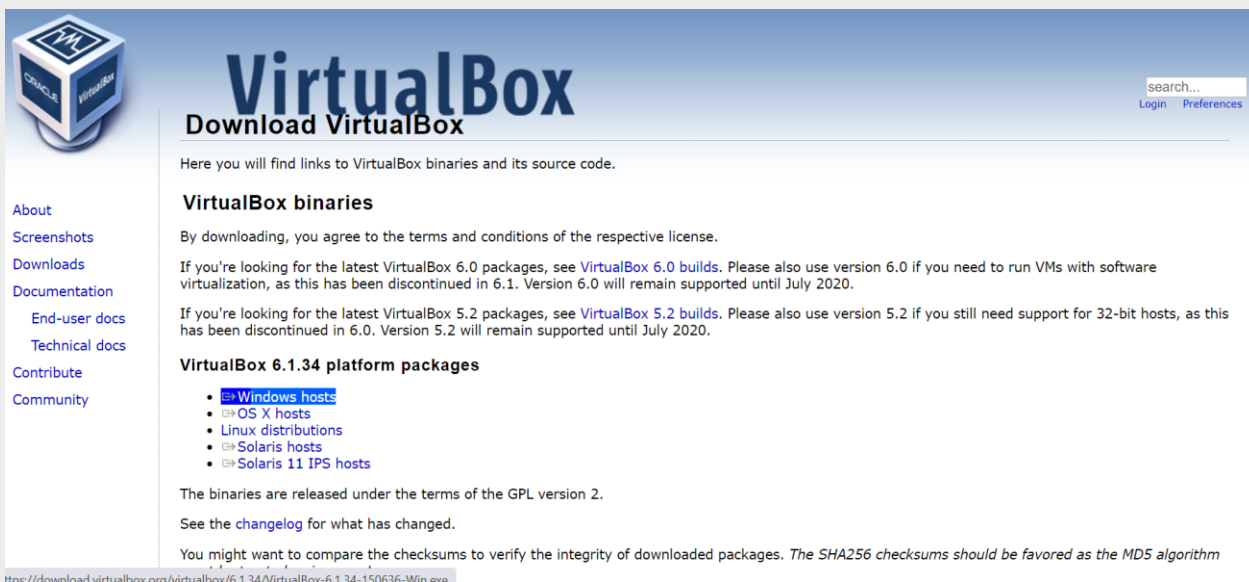 ORACLE
VirtualBox
VirtualBox
search...
Login Preferences
Download VirtualBox
Here you will find links to VirtualBox binaries and its source code.
About
Screenshots
Downloads
Documentation
End-user docs
Technical docs
Contribute
Community
VirtualBox binaries
By downloading, you agree to the terms and conditions of the respective license.
If you're looking for the latest VirtualBox 6.0 packages, see VirtualBox 6.0 builds. Please also use version 6.0 if you need to run VMs with software
virtualization, as this has been discontinued in 6.1. Version 6.0 will remain supported until July 2020.
If you're looking for the latest VirtualBox 5.2 packages, see VirtualBox 5.2 builds. Please also use version 5.2 if you still need support for 32-bit hosts, as this
has been discontinued in 6.0. Version 5.2 will remain supported until July 2020.
VirtualBox 6.1.34 platform packages
Windows hosts
OS X hosts
Linux distributions
Solaris hosts
Solaris 11 IPS hosts
The binaries are released under the terms of the GPL version 2.
See the changelog for what has changed.
You might want to compare the checksums to verify the integrity of downloaded packages. The SHA256 checksums should be favored as the MD5 algorithm
ttps://download.virtualbox.org/virtualbox/6.1.34/VirtualBox-6.1.34-150636-Win.exe